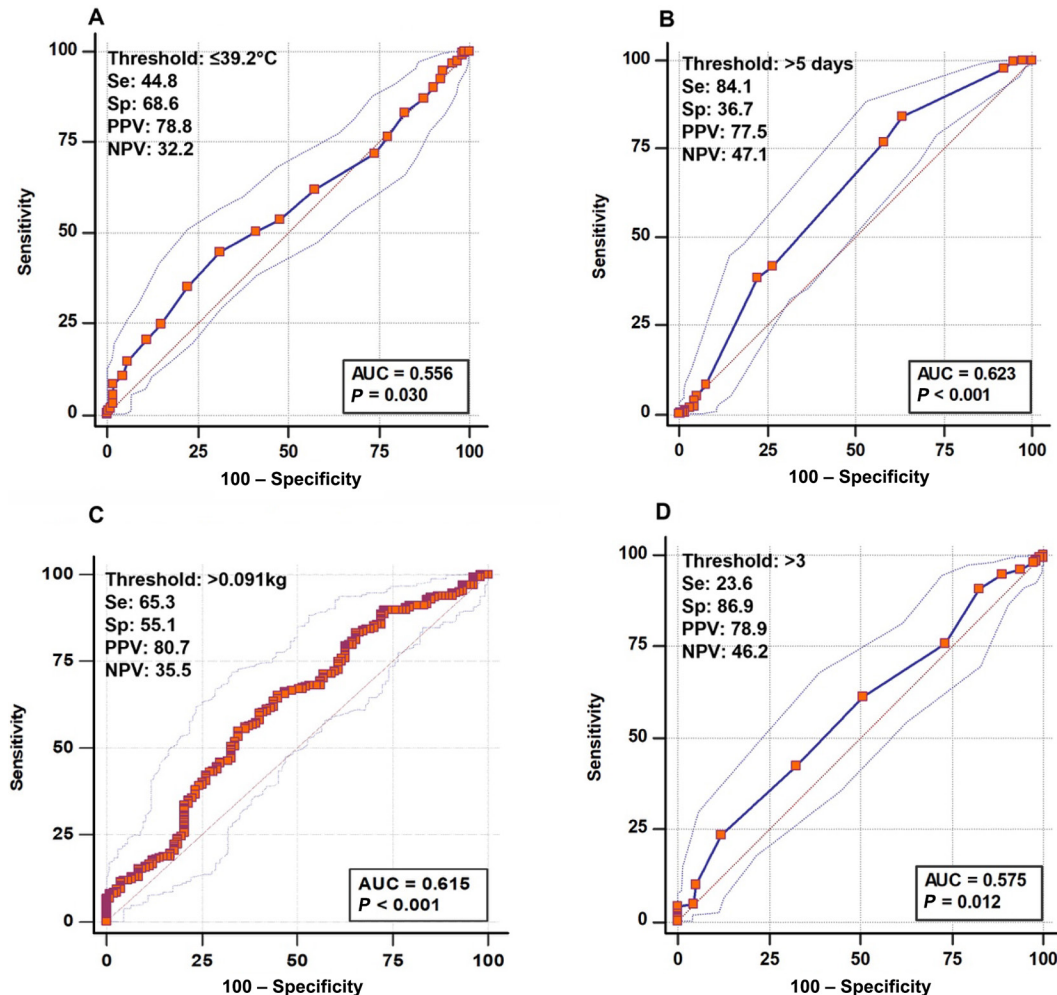 A
Threshold: ≤39.2°C
Se: 44.8
Sp: 68.6
PPV: 78.8
NPV: 32.2
100
75
50
25
0
Sensitivity
AUC = 0.556
P = 0.030
0 25 50 75 100
100 – Specificity
B
Threshold: >5 days
Se: 84.1
Sp: 36.7
PPV: 77.5
NPV: 47.1
100
75
50
25
0
Sensitivity
AUC = 0.623
P < 0.001
0 25 50 75 100
100 – Specificity
C
Threshold: >0.091kg
Se: 65.3
Sp: 55.1
PPV: 80.7
NPV: 35.5
100
75
50
25
0
Sensitivity
AUC = 0.615
P < 0.001
0 25 50 75 100
100 – Specificity
D
Threshold: >3
Se: 23.6
Sp: 86.9
PPV: 78.9
NPV: 46.2
100
75
50
25
0
Sensitivity
AUC = 0.575
P = 0.012
0 25 50 75 100
100 – Specificity